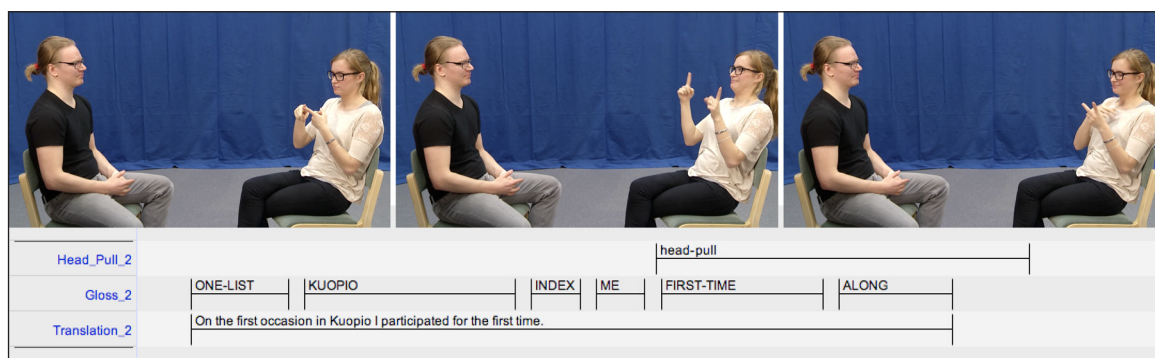 head-pull
Head_Pull_2
ONE-LIST KUOPIO INDEX ME FIRST-TIME ALONG
Gloss_2
On the first occasion in Kuopio I participated for the first time.
Translation_2